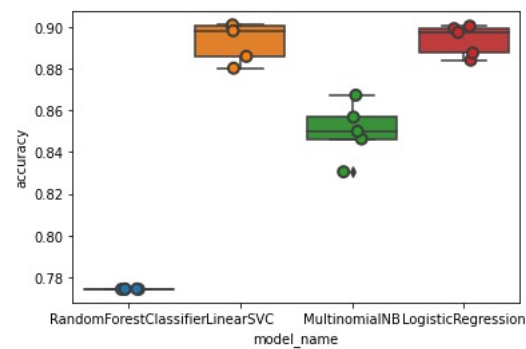 0.90
0.88
0.86
0.84
0.82
0.80
0.78
accuracy
RandomForestClassifierLinearSVC MultinomialNB LogisticRegression
model_name